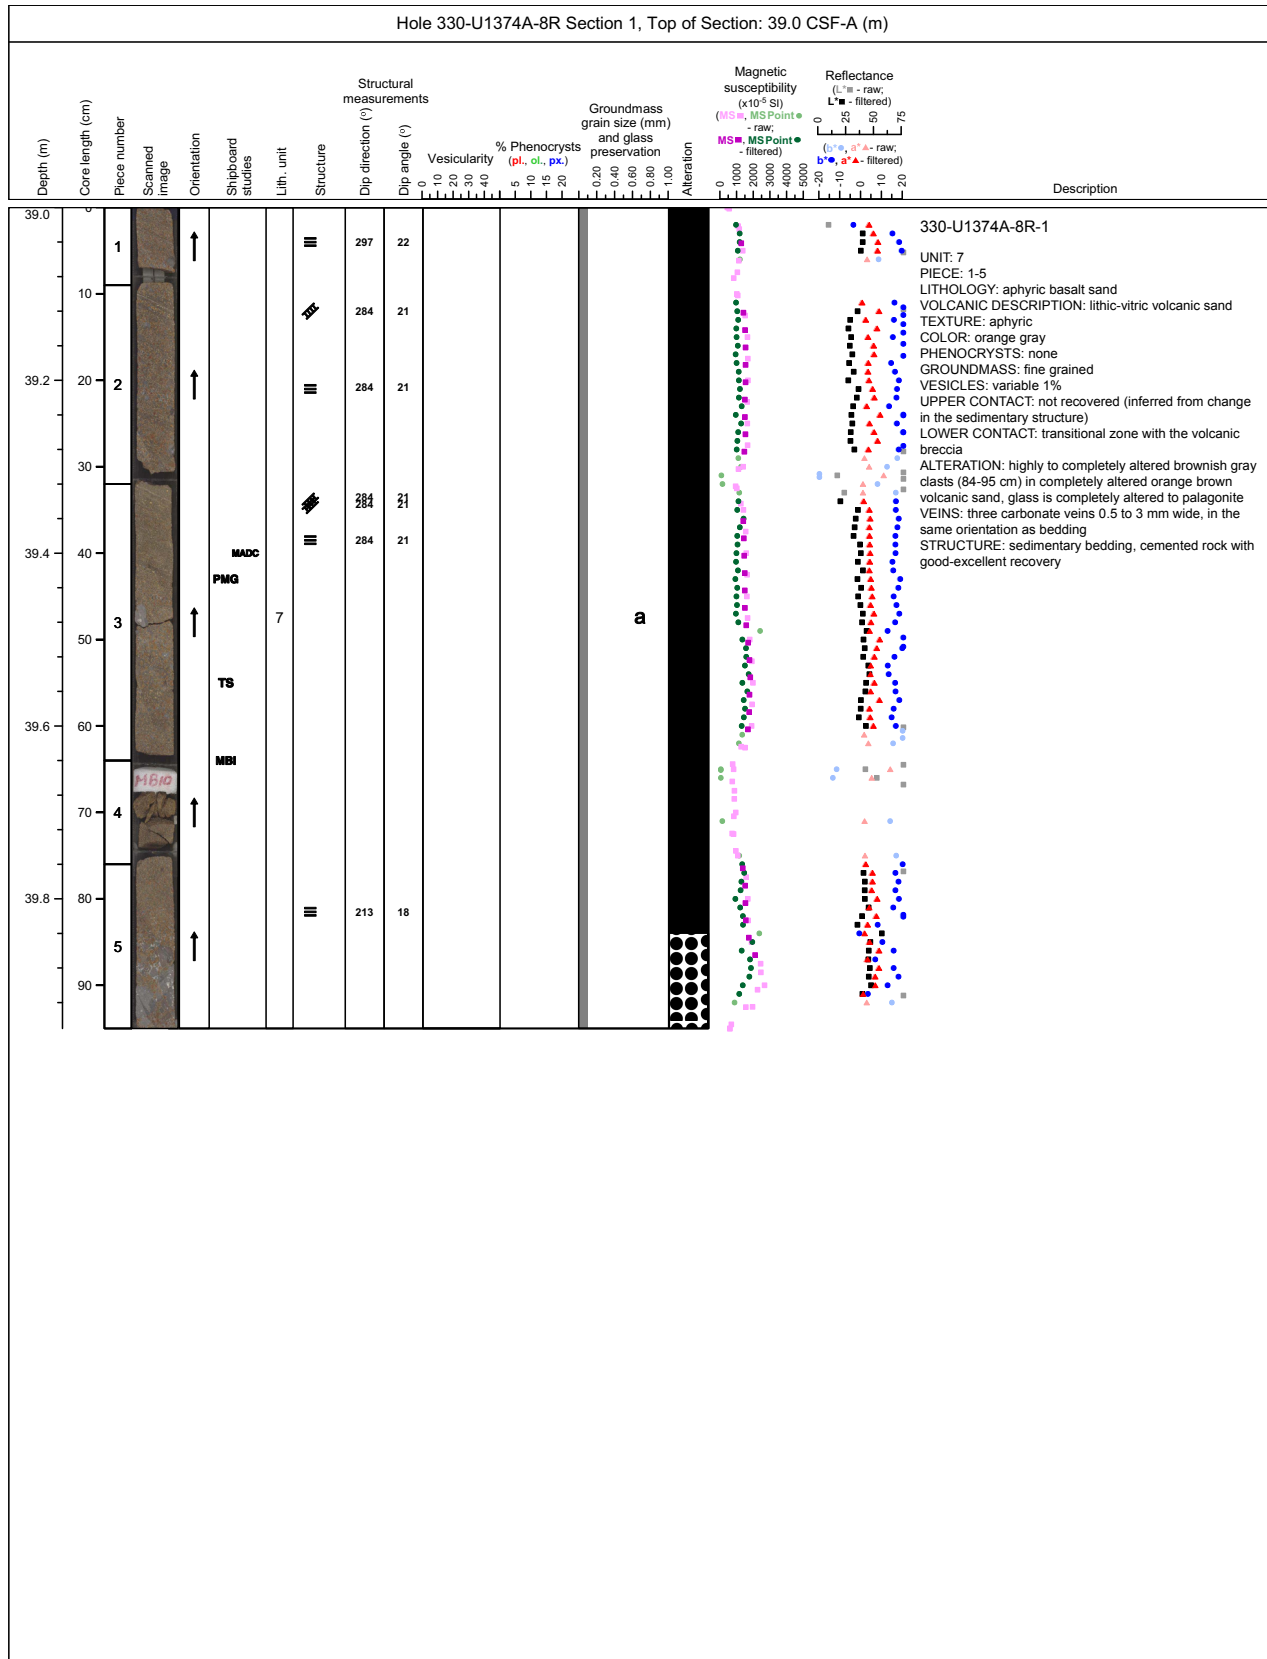 Hole 330-U1374A-8R Section 1, Top of Section: 39.0 CSF-A (m)
Depth (m)
Core length (cm)
Piece number
Scanned image
Orientation
Shipboard studies
Lith. unit
Structure
Structural measurements
Dip direction (°)
Dip angle (°)
Vesicularity
0 10 20 30 40
% Phenocrysts
(pl., ol., px.)
5 10 15 20
Groundmass
grain size (mm)
and glass
preservation
0.20 0.40 0.60 0.80 1.00
Alteration
Magnetic
susceptibility
(x10-5 SI)
(MS■, MSPoint●
- raw;
MS■, MSPoint●
- filtered)
0 1000 2000 3000 4000 5000
Reflectance
(L*■ - raw;
L*■ - filtered)
0 25 50 75
(b*●, a*▲- raw;
b*●, a*▲- filtered)
-20 -10 0 10 20
Description
39.0
39.2
39.4
39.6
39.8
0
10
20
30
40
50
60
70
80
90
1
2
3
4
5
MB10
MADC
PMG
TS
MBI
7
297 22
284 21
284 21
284 21
284 21
284 21
213 18
a
330-U1374A-8R-1
UNIT: 7
PIECE: 1-5
LITHOLOGY: aphyric basalt sand
VOLCANIC DESCRIPTION: lithic-vitric volcanic sand
TEXTURE: aphyric
COLOR: orange gray
PHENOCRYSTS: none
GROUNDMASS: fine grained
VESICLES: variable 1%
UPPER CONTACT: not recovered (inferred from change
in the sedimentary structure)
LOWER CONTACT: transitional zone with the volcanic
breccia
ALTERATION: highly to completely altered brownish gray
clasts (84-95 cm) in completely altered orange brown
volcanic sand, glass is completely altered to palagonite
VEINS: three carbonate veins 0.5 to 3 mm wide, in the
same orientation as bedding
STRUCTURE: sedimentary bedding, cemented rock with
good-excellent recovery